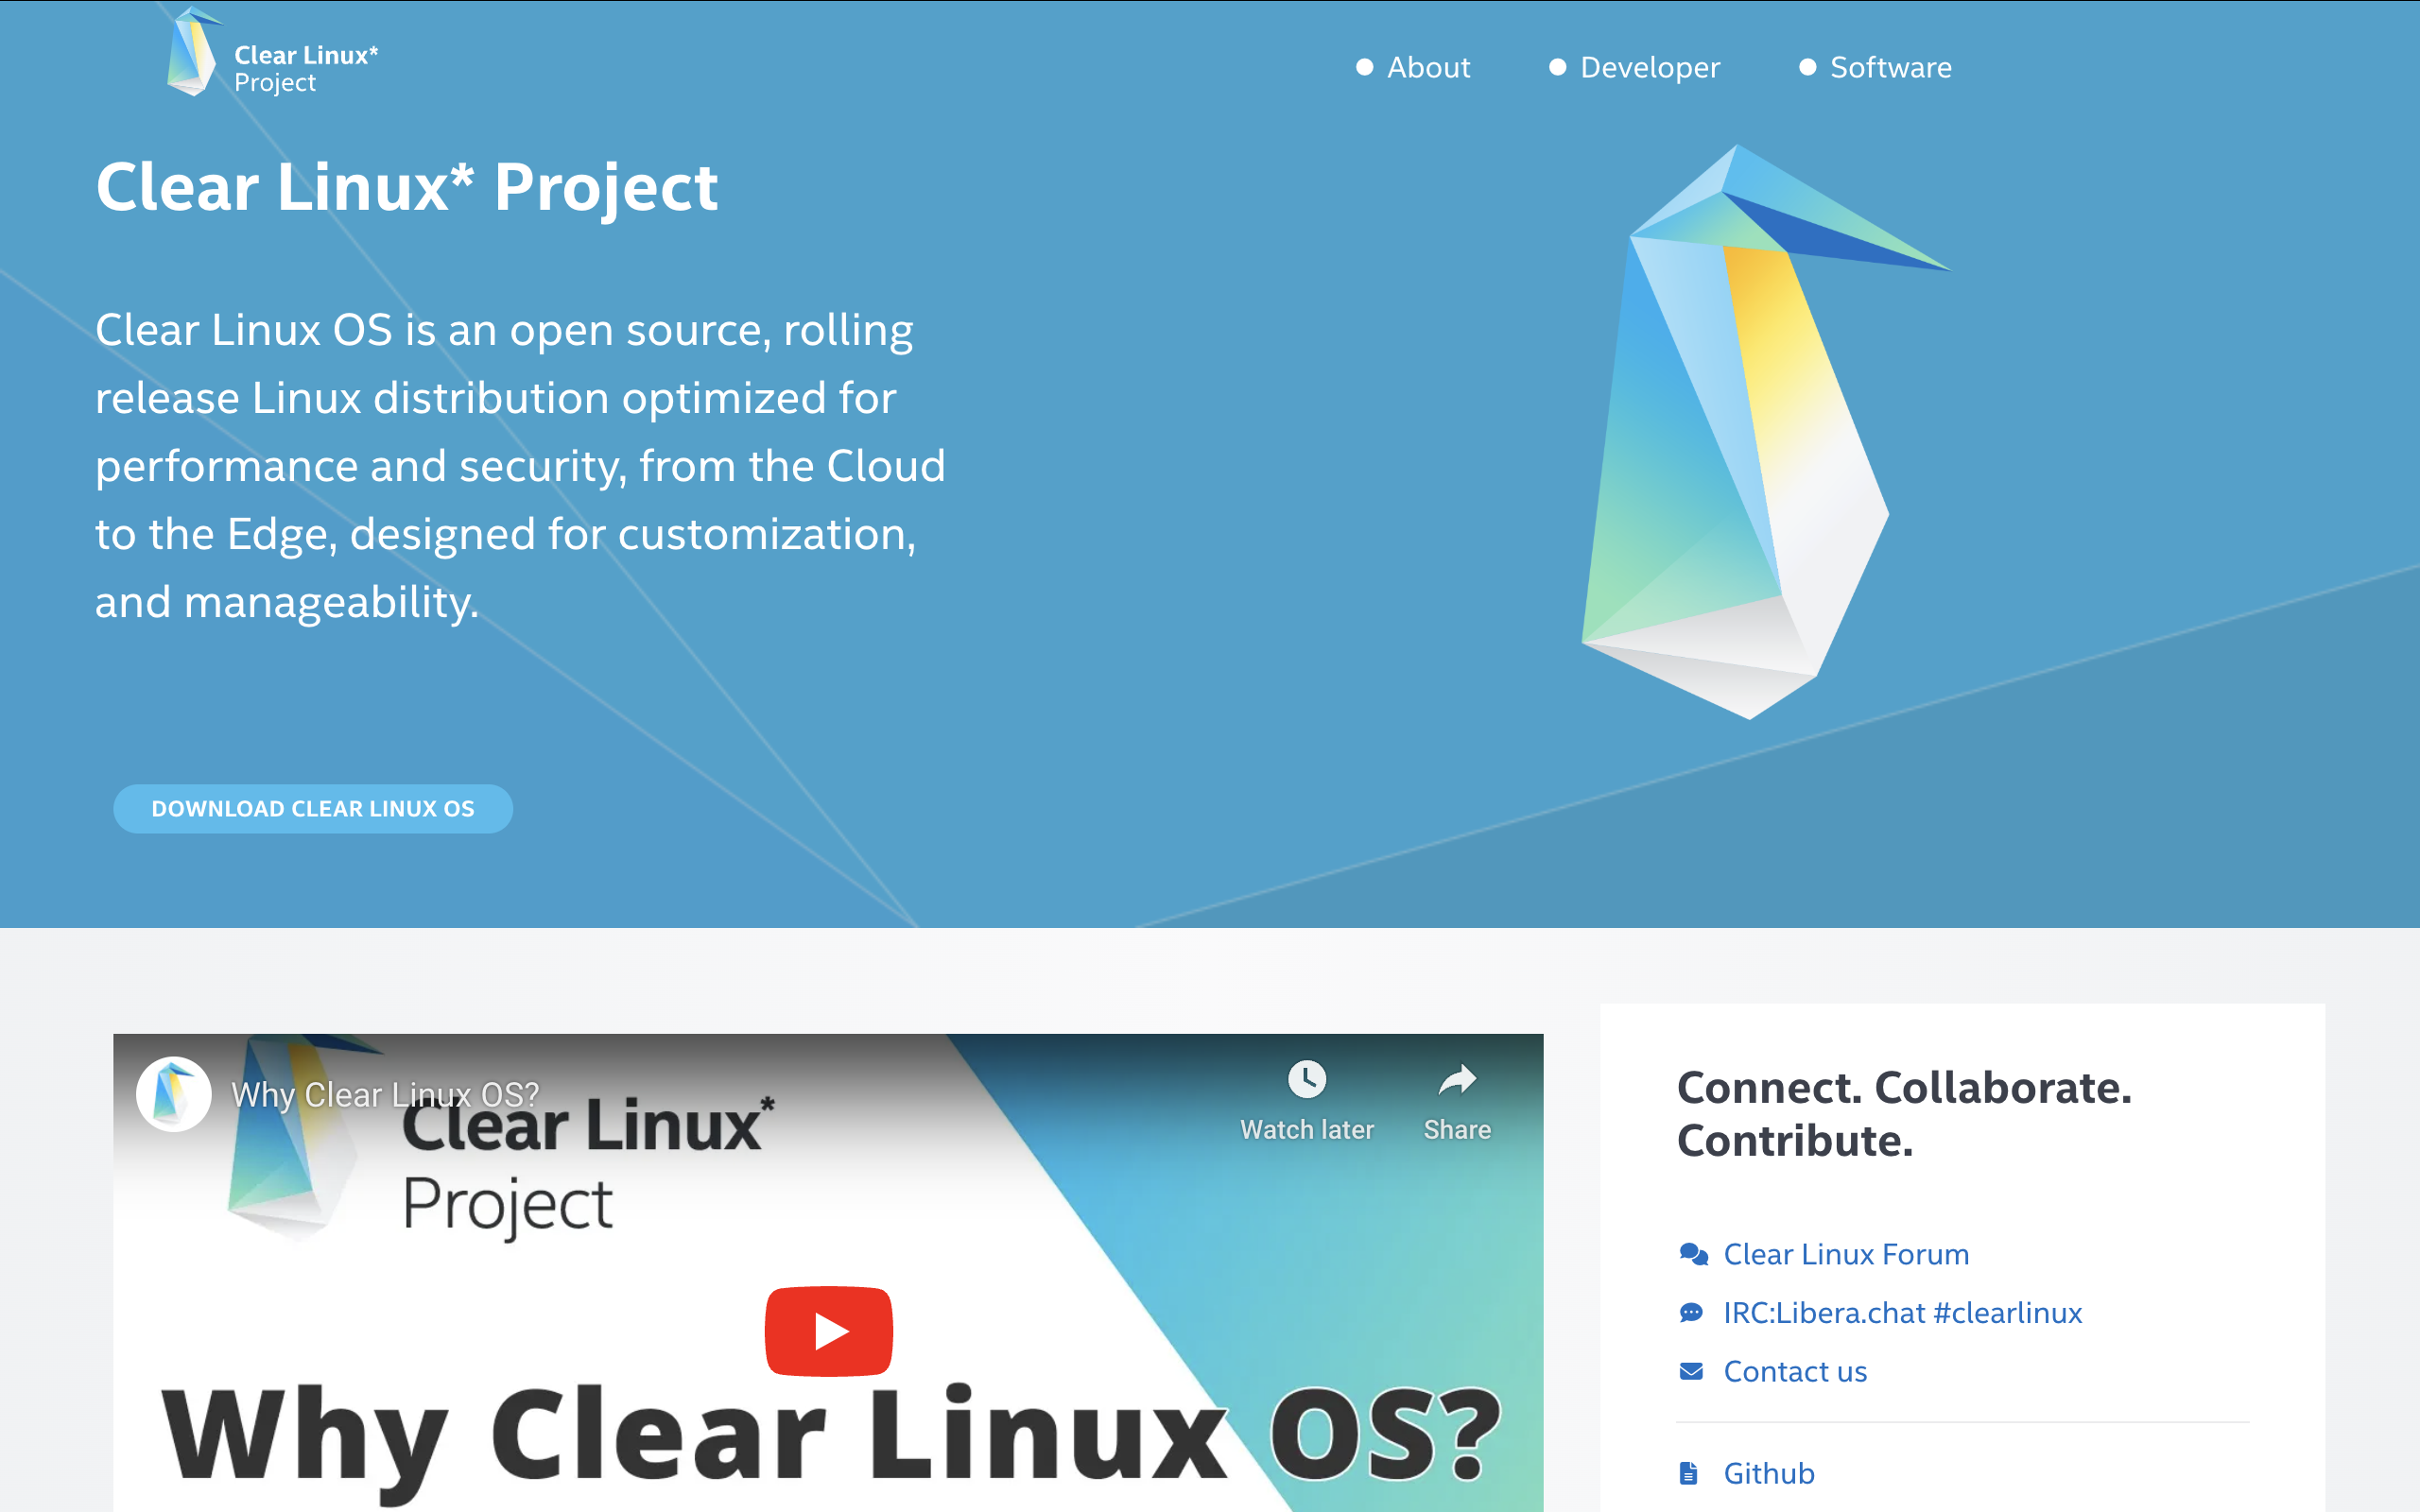 Clear Linux*
Project
About
Developer
Software
Clear Linux* Project
Clear Linux OS is an open source, rolling
release Linux distribution optimized for
performance and security, from the Cloud
to the Edge, designed for customization,
and manageability.
DOWNLOAD CLEAR LINUX OS
Why Clear Linux OS?
Watch later
Share
Clear Linux*
Project
Why Clear Linux OS?
Connect. Collaborate.
Contribute.
Clear Linux Forum
IRC:Libera.chat #clearlinux
Contact us
Github